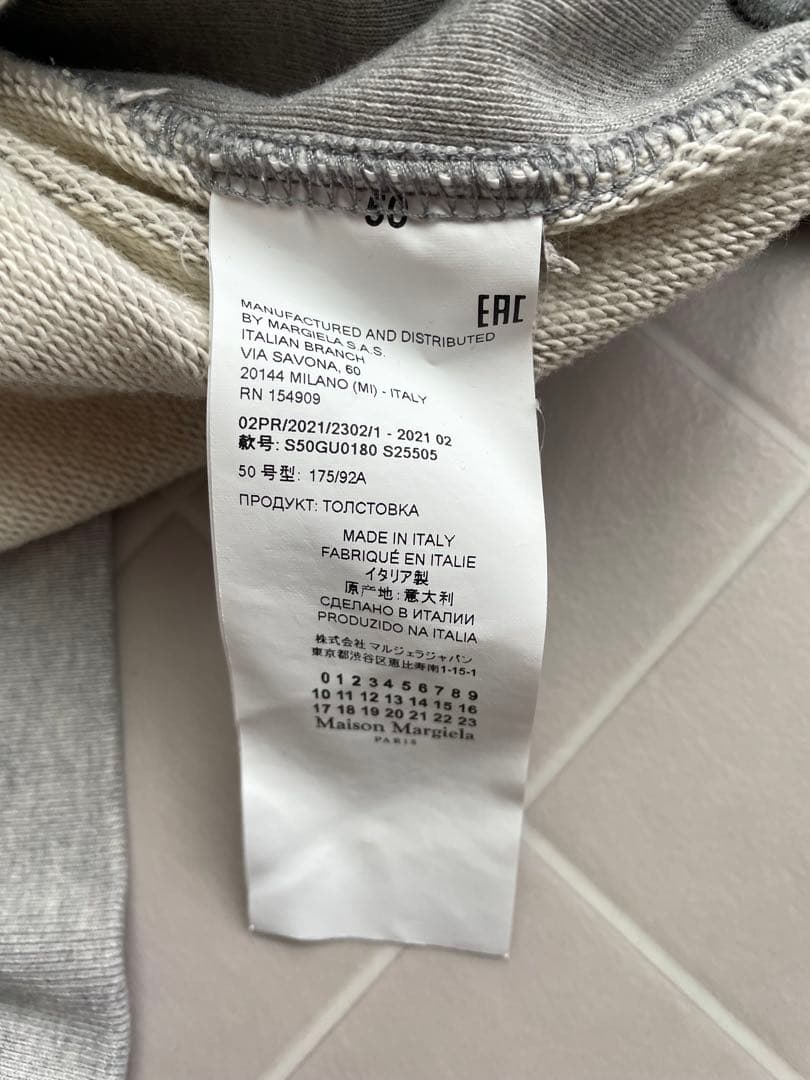 50
EAC
MANUFACTURED AND DISTRIBUTED
BY MARGIELA S.A.S.
ITALIAN BRANCH
VIA SAVONA, 60
20144 MILANO (MI) - ITALY
RN 154909
02PR/2021/2302/1 - 2021 02
款号: S50GU0180 S25505
50 号型: 175/92A
ПРОДУКТ: ТОЛСТОВКА
MADE IN ITALY
FABRIQUÉ EN ITALIE
イタリア製
原产地: 意大利
СДЕЛАНО В ИТАЛИИ
PRODUZIDO NA ITALIA
株式会社 マルジェラジャパン
東京都渋谷区恵比寿南1-15-1
0 1 2 3 4 5 6 7 8 9
10 11 12 13 14 15 16
17 18 19 20 21 22 23
Maison Margiela
PARIS